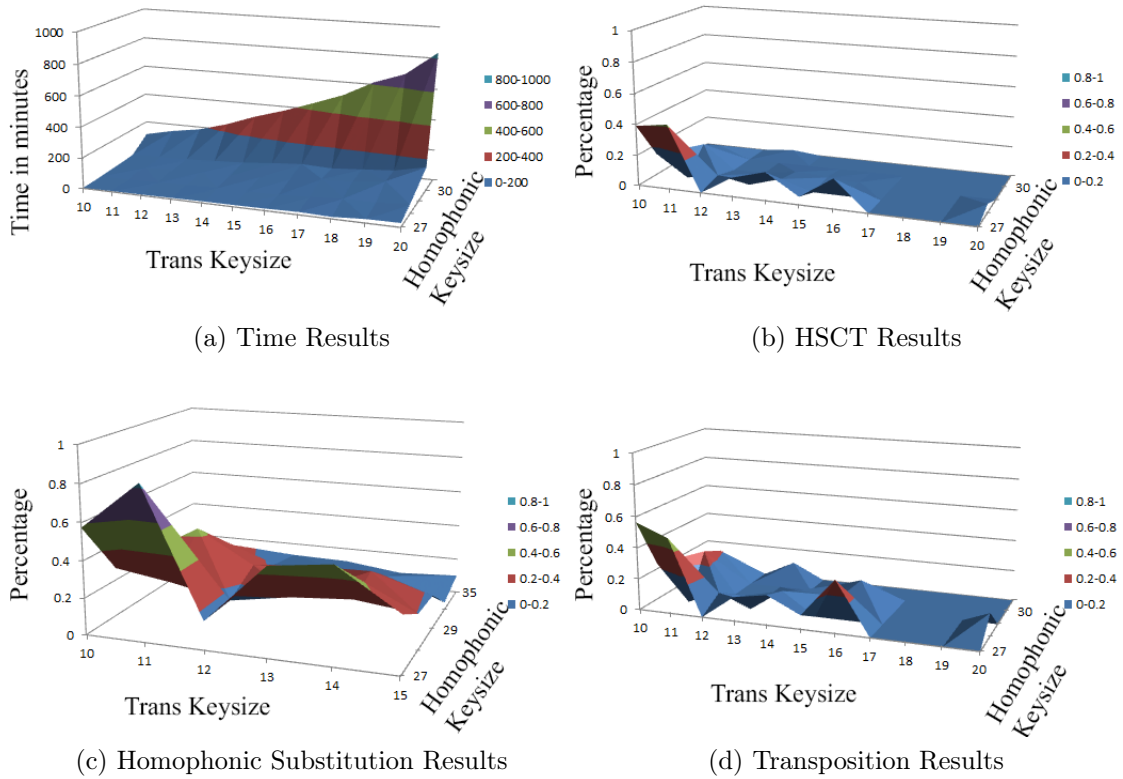 1000
800
600
400
200
0
Time in minutes
10 11 12 13 14 15 16 17 18 19 20
Trans Keysize
27
30
Homophonic
Keysize
800-1000
600-800
400-600
200-400
0-200
(a) Time Results
1
0.8
0.6
0.4
0.2
0
Percentage
10 11 12 13 14 15 16 17 18 19 20
Trans Keysize
27
30
Homophonic
Keysize
0.8-1
0.6-0.8
0.4-0.6
0.2-0.4
0-0.2
(b) HSCT Results
1
0.8
0.6
0.4
0.2
0
Percentage
10 11 12 13 14 15
Trans Keysize
27
29
35
Homophonic
Keysize
0.8-1
0.6-0.8
0.4-0.6
0.2-0.4
0-0.2
(c) Homophonic Substitution Results
1
0.8
0.6
0.4
0.2
0
Percentage
10 11 12 13 14 15 16 17 18 19 20
Trans Keysize
27
30
Homophonic
Keysize
0.8-1
0.6-0.8
0.4-0.6
0.2-0.4
0-0.2
(d) Transposition Results